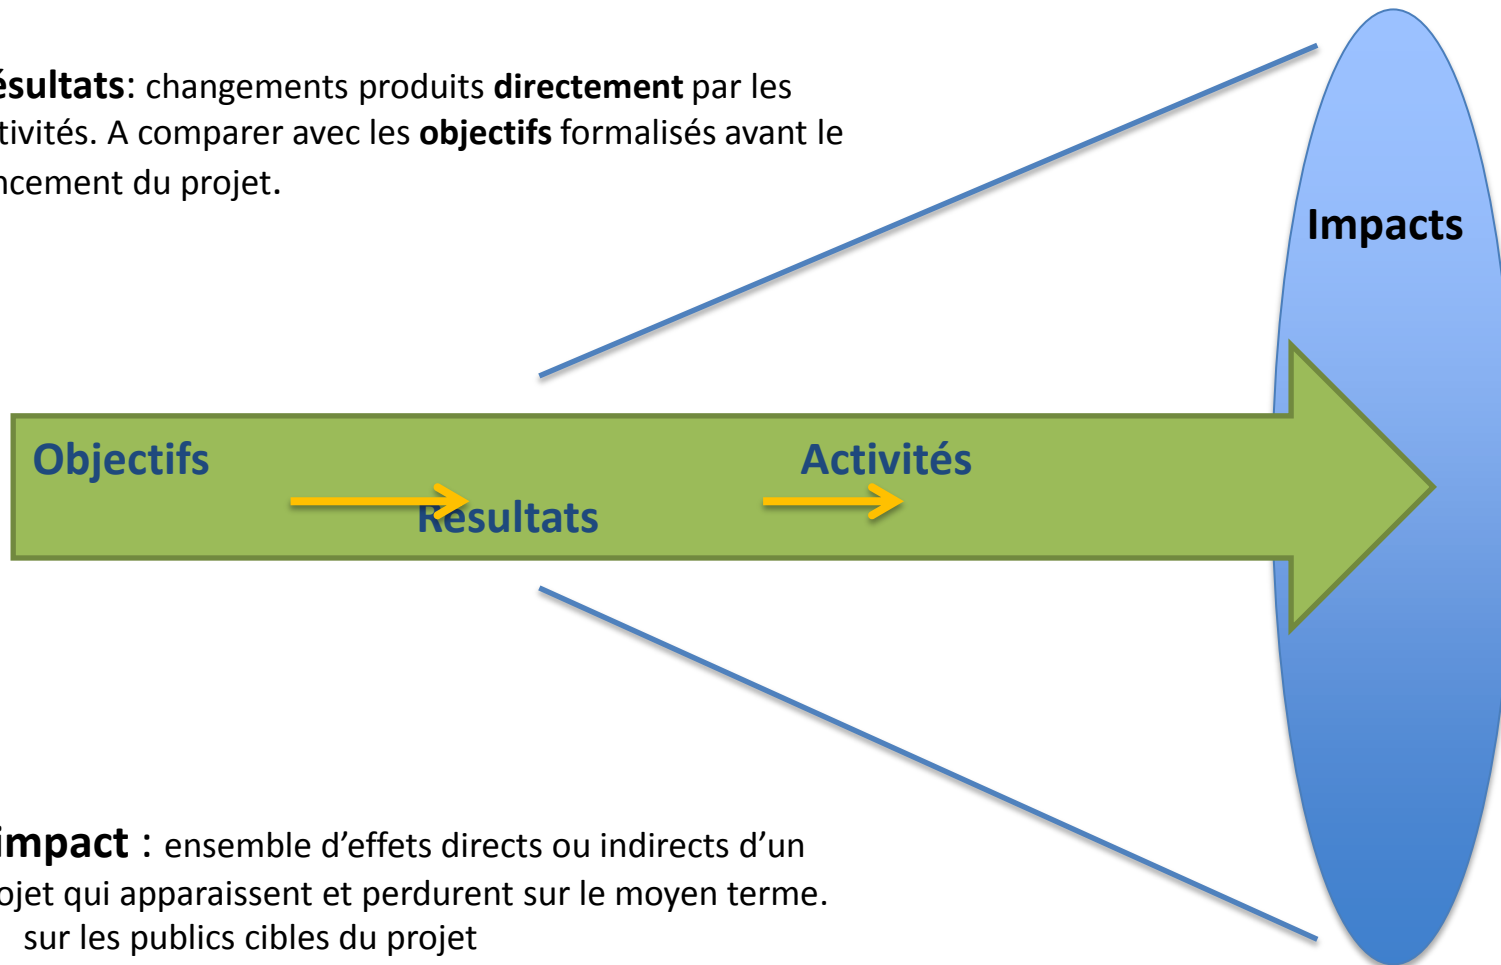 ésultats: changements produits directement par les
tivités. A comparer avec les objectifs formalisés avant le
ncement du projet.
Impacts
Objectifs
Activités
Résultats
impact : ensemble d’effets directs ou indirects d’un
ojet qui apparaissent et perdurent sur le moyen terme.
sur les publics cibles du projet